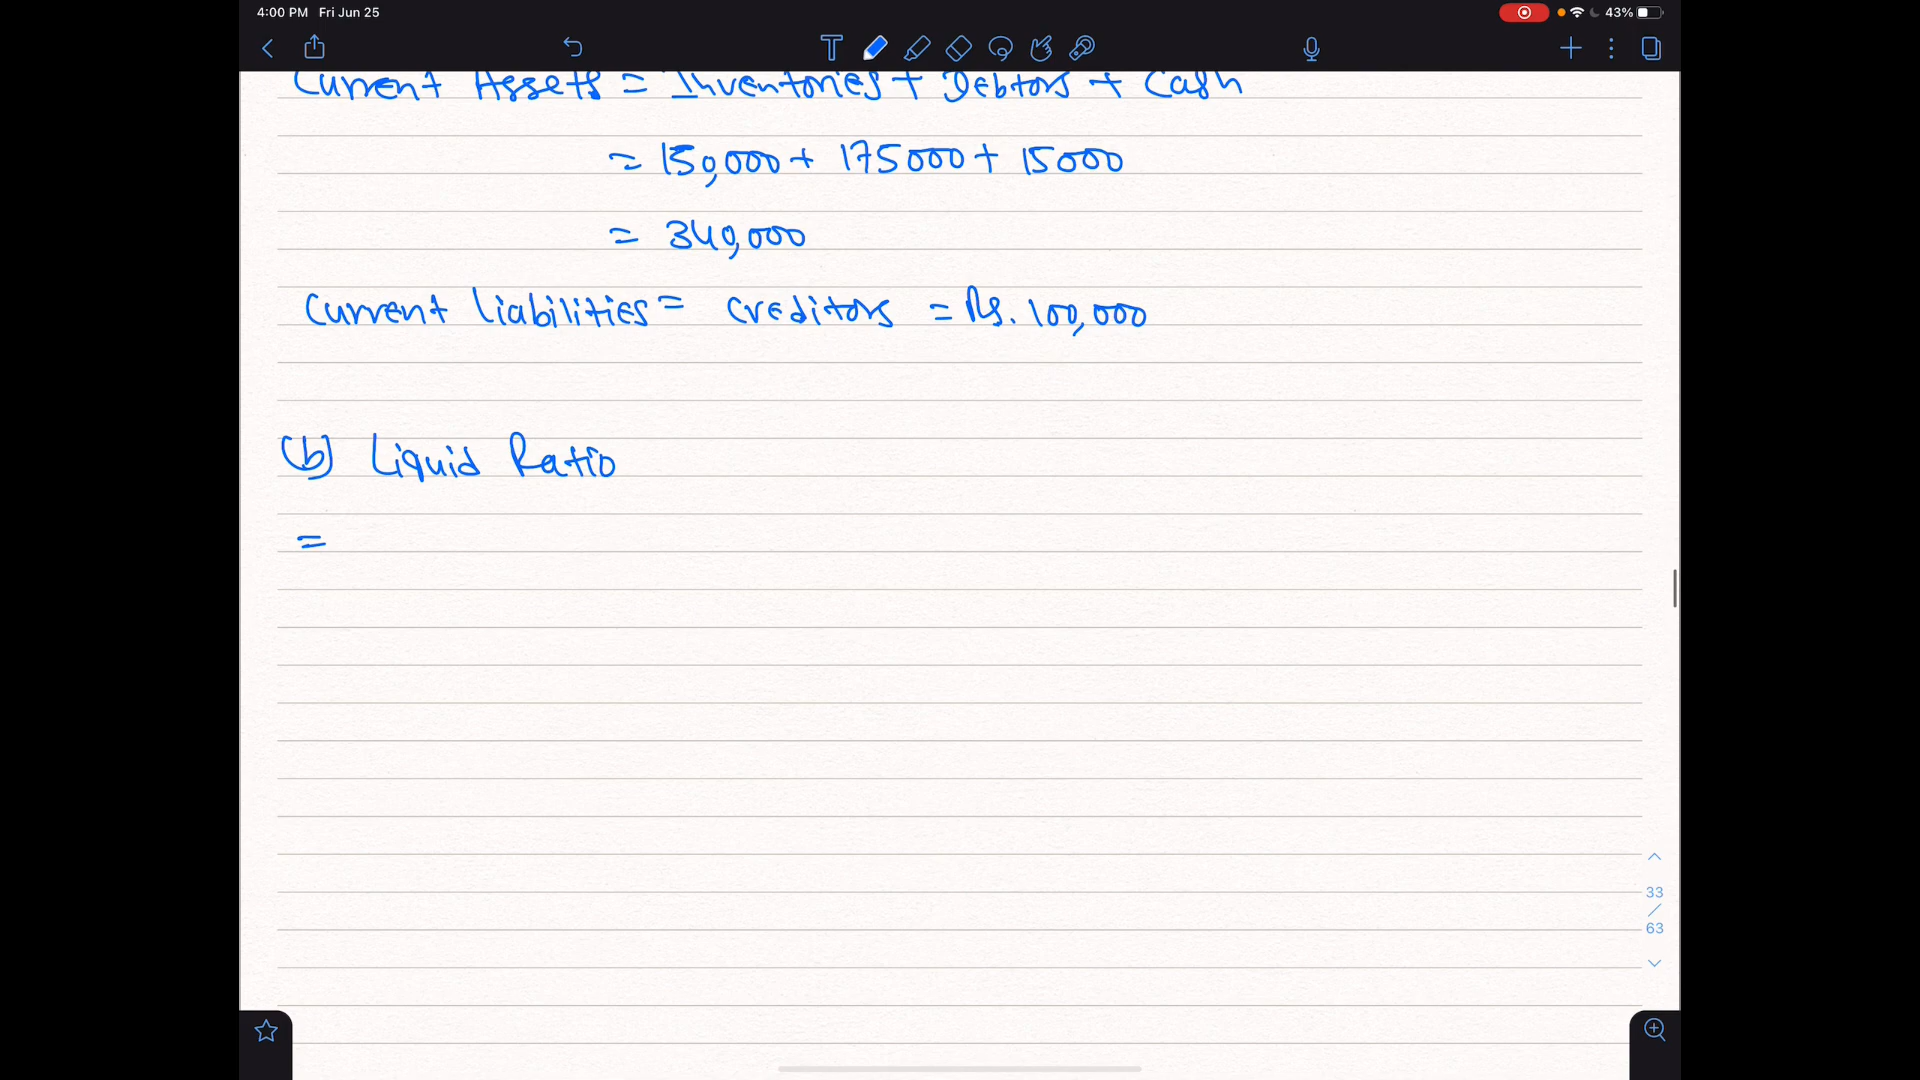 4:00 PM Fri Jun 25
43%
Current Assets = Inventories + Debtors + Cash
= 150,000 + 175000 + 15000
= 340,000
Current Liabilities = Creditors = Rs. 100,000
(b) Liquid Ratio
=
33
/
63